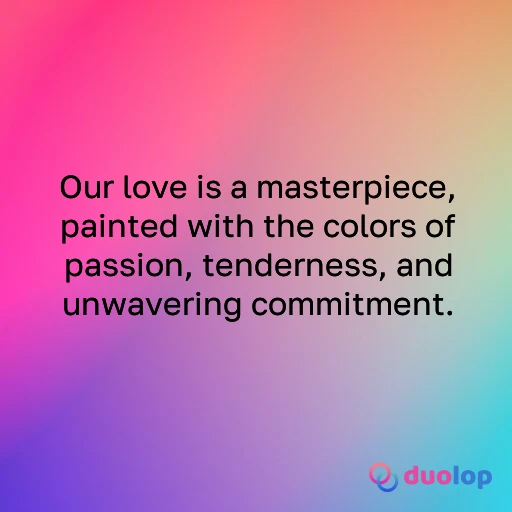 Our love is a masterpiece,
painted with the colors of
passion, tenderness, and
unwavering commitment.
duolop